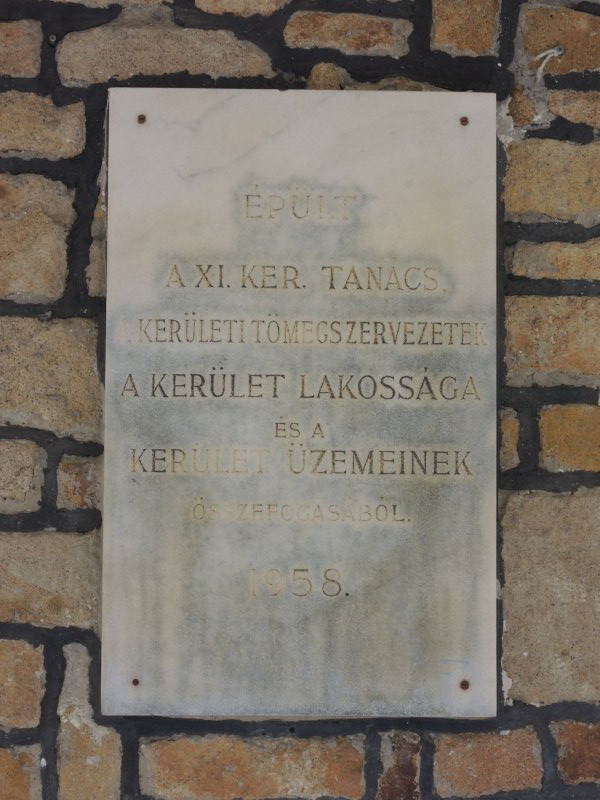 ÉPÜLT
A XI. KER. TANÁCS,
A KERÜLETI TÖMEGSZERVEZETEK
A KERÜLET LAKOSSÁGA
ÉS A
KERÜLET ÜZEMEINEK
ÖSSZEFOGÁSÁBÓL.
1958.